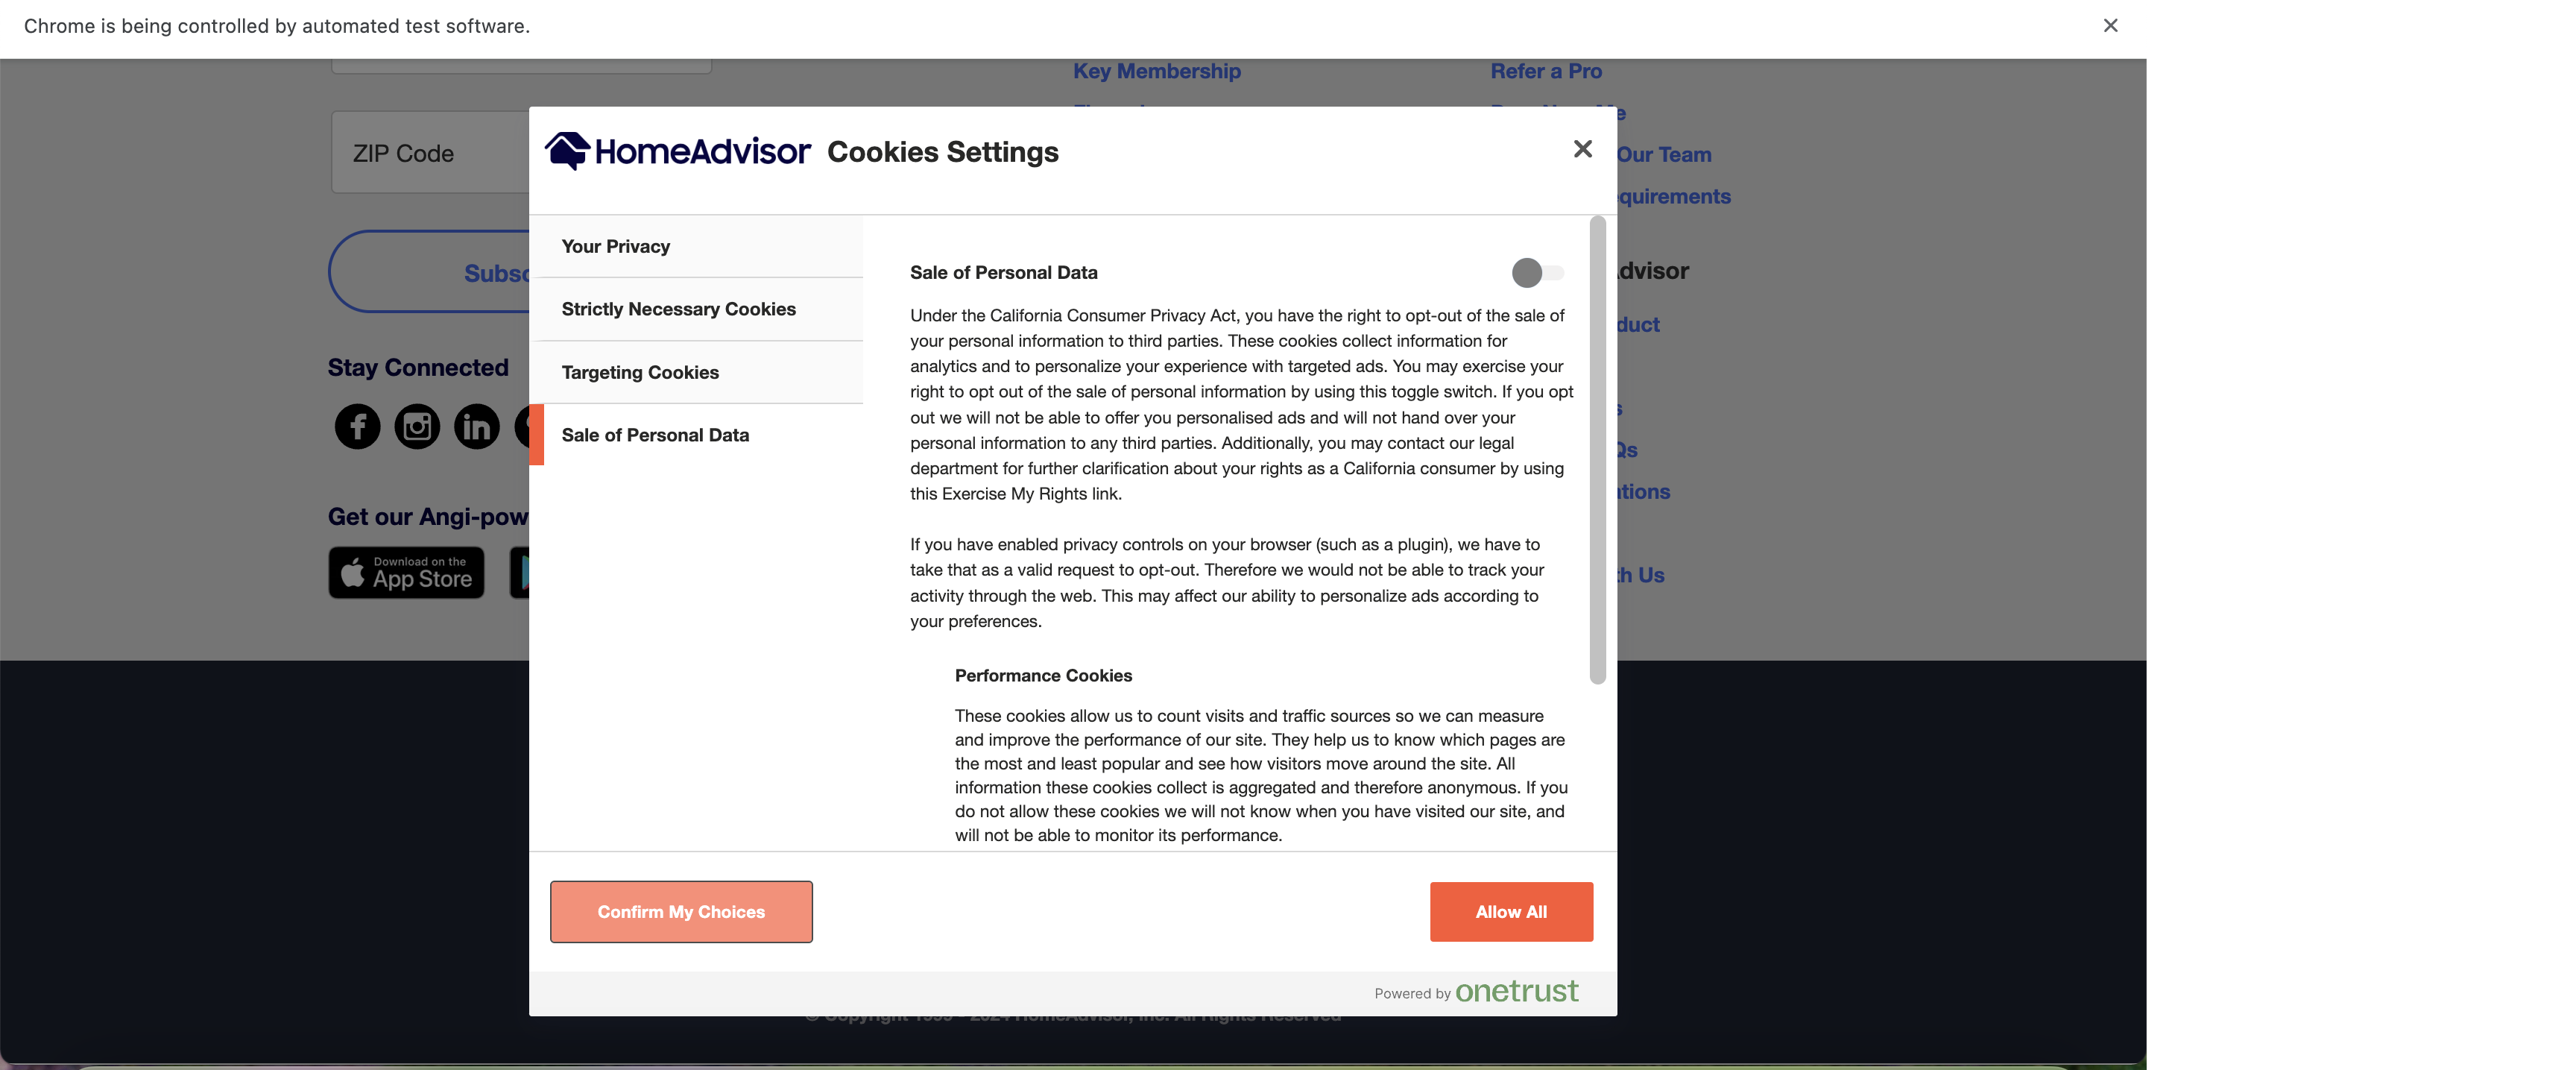 Chrome is being controlled by automated test software.
Key Membership
Refer a Pro
ZIP Code
Our Team
Stay Connected
Get our
Download on the
App Store
HomeAdvisor Cookies Settings
Your Privacy
Strictly Necessary Cookies
Targeting Cookies
Sale of Personal Data
Sale of Personal Data
Under the California Consumer Privacy Act, you have the right to opt-out of the sale of
your personal information to third parties. These cookies collect information for
analytics and to personalize your experience with targeted ads. You may exercise your
right to opt out of the sale of personal information by using this toggle switch. If you opt
out we will not be able to offer you personalised ads and will not hand over your
personal information to any third parties. Additionally, you may contact our legal
department for further clarification about your rights as a California consumer by using
this Exercise My Rights link.
If you have enabled privacy controls on your browser (such as a plugin), we have to
take that as a valid request to opt-out. Therefore we would not be able to track your
activity through the web. This may affect our ability to personalize ads according to
your preferences.
Performance Cookies
These cookies allow us to count visits and traffic sources so we can measure
and improve the performance of our site. They help us to know which pages are
the most and least popular and see how visitors move around the site. All
information these cookies collect is aggregated and therefore anonymous. If you
do not allow these cookies we will not know when you have visited our site, and
will not be able to monitor its performance.
Confirm My Choices
Allow All
Powered by onetrust
Us